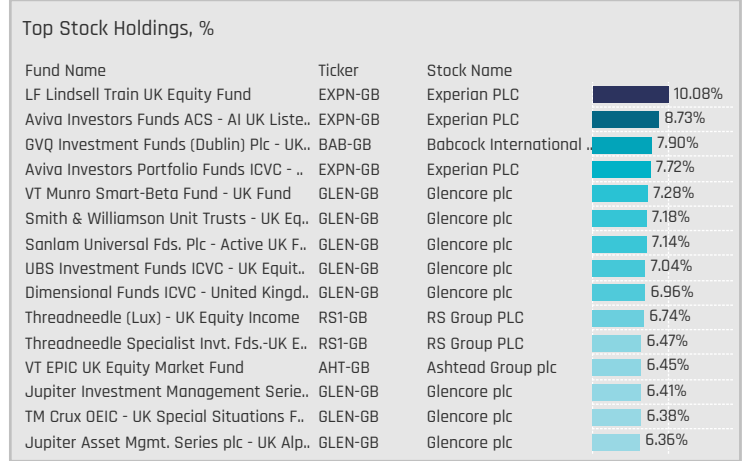 Top Stock Holdings, %
Fund Name Ticker Stock Name
LF Lindsell Train UK Equity Fund EXPN-GB Experian PLC 10.08%
Aviva Investors Funds ACS - AI UK Liste.. EXPN-GB Experian PLC 8.73%
GVQ Investment Funds (Dublin) Plc - UK.. BAB-GB Babcock International .. 7.90%
Aviva Investors Portfolio Funds ICVC - .. EXPN-GB Experian PLC 7.72%
VT Munro Smart-Beta Fund - UK Fund GLEN-GB Glencore plc 7.28%
Smith & Williamson Unit Trusts - UK Eq.. GLEN-GB Glencore plc 7.18%
Sanlam Universal Fds. Plc - Active UK F.. GLEN-GB Glencore plc 7.14%
UBS Investment Funds ICVC - UK Equit.. GLEN-GB Glencore plc 7.04%
Dimensional Funds ICVC - United Kingd.. GLEN-GB Glencore plc 6.96%
Threadneedle (Lux) - UK Equity Income RS1-GB RS Group PLC 6.74%
Threadneedle Specialist Invt. Fds.-UK E.. RS1-GB RS Group PLC 6.47%
VT EPIC UK Equity Market Fund AHT-GB Ashtead Group plc 6.45%
Jupiter Investment Management Serie.. GLEN-GB Glencore plc 6.41%
TM Crux OEIC - UK Special Situations F.. GLEN-GB Glencore plc 6.38%
Jupiter Asset Mgmt. Series plc - UK Alp.. GLEN-GB Glencore plc 6.36%